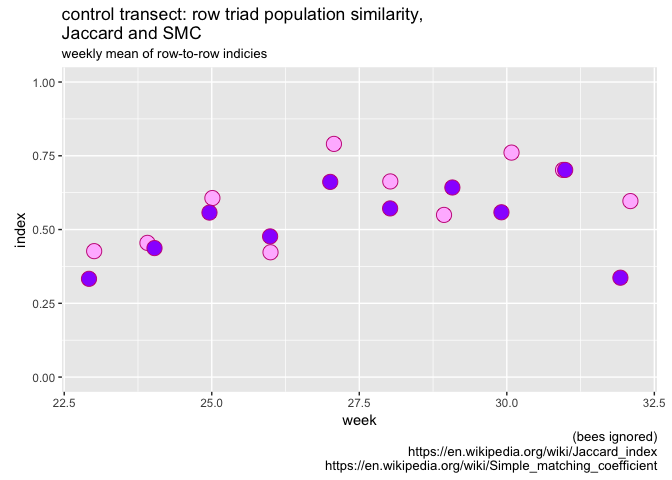 control transect: row triad population similarity,
Jaccard and SMC
weekly mean of row-to-row indicies
1.00
0.75
0.50
0.25
0.00
index
22.5 25.0 27.5 30.0 32.5
week
(bees ignored)
https://en.wikipedia.org/wiki/Jaccard_index
https://en.wikipedia.org/wiki/Simple_matching_coefficient